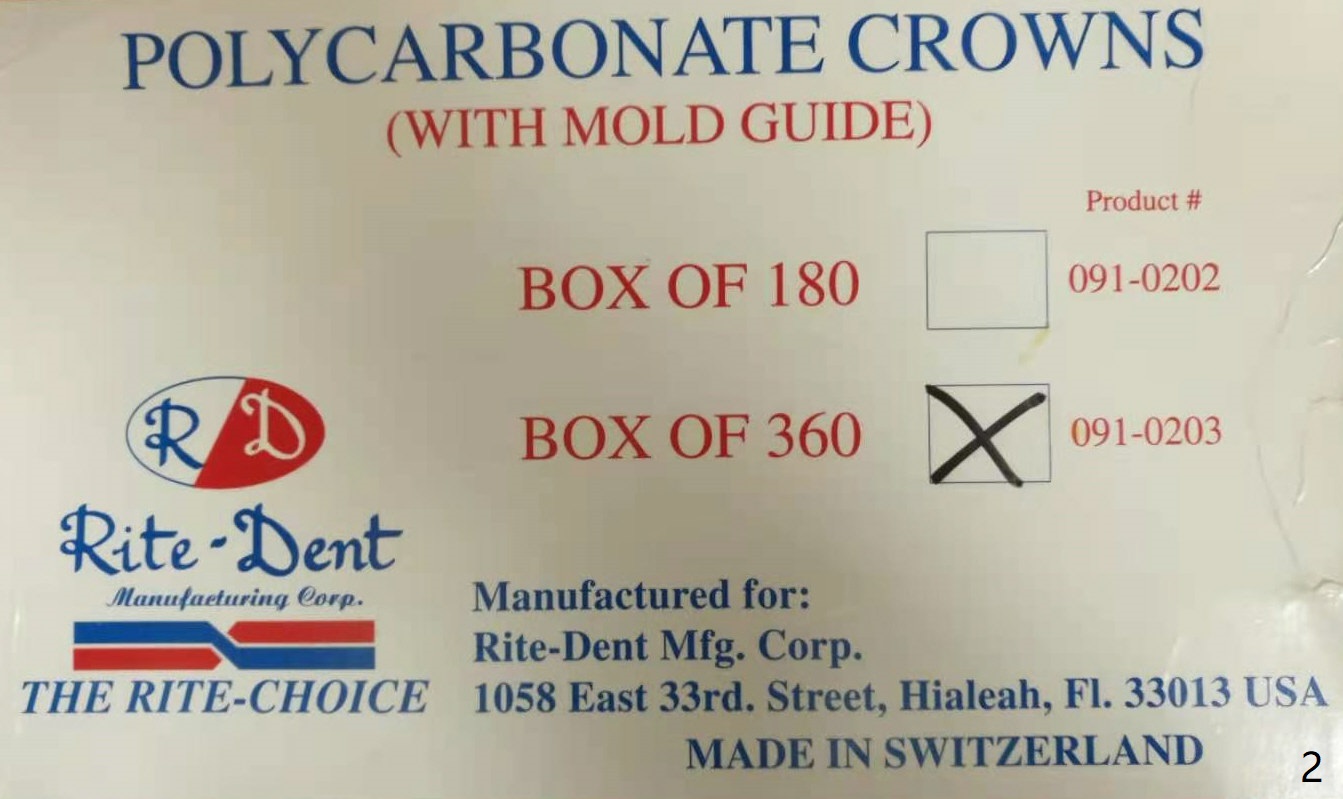 POLYCARBONATE CROWNS
(WITH MOLD GUIDE)
Product #
BOX OF 180 091-0202
BOX OF 360 X 091-0203
R D
Rite-Dent
Manufacturing Corp.
THE RITE-CHOICE
Manufactured for:
Rite-Dent Mfg. Corp.
1058 East 33rd. Street, Hialeah, Fl. 33013 USA
MADE IN SWITZERLAND
2